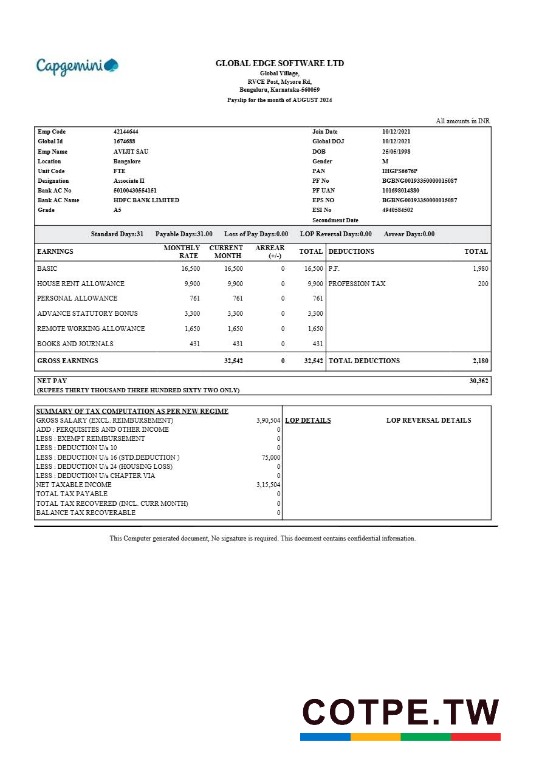 Capgemini
GLOBAL EDGE SOFTWARE LTD
Global Village,
RVCE Post, Mysore Rd,
Bengaluru, Karnataka-560059
Payslip for the month of AUGUST 2024
All amounts in INR
Emp Code 42144644 Join Date 10/12/2021
Global Id 1674688 Global DOJ 10/12/2021
Emp Name AVIJIT SAU DOB 25/05/1998
Location Bangalore Gender M
Unit Code FTE PAN
Designation Associate II PF No
Bank AC No 50100430564161 PF UAN 101698014880
Bank AC Name HDFC BANK LIMITED EPS NO
Grade A5 ESI No 4940584502
Secondment Date
Standard Days:31 Payable Days:31.00 Loss of Pay Days:0.00 LOP Reversal Days:0.00 Arrear Days:0.00
EARNINGS MONTHLY RATE CURRENT MONTH ARREAR (+/-) TOTAL DEDUCTIONS TOTAL
BASIC 16,500 16,500 0 16,500 P.F. 1,980
HOUSE RENT ALLOWANCE 9,900 9,900 0 9,900 PROFESSION TAX 200
PERSONAL ALLOWANCE 761 761 0 761
ADVANCE STATUTORY BONUS 3,300 3,300 0 3,300
REMOTE WORKING ALLOWANCE 1,650 1,650 0 1,650
BOOKS AND JOURNALS 431 431 0 431
GROSS EARNINGS 32,542 0 32,542 TOTAL DEDUCTIONS 2,180
NET PAY 30,362
(RUPEES THIRTY THOUSAND THREE HUNDRED SIXTY TWO ONLY)
SUMMARY OF TAX COMPUTATION AS PER NEW REGIME
GROSS SALARY (EXCL. REIMBURSEMENT) 3,90,504 LOP DETAILS LOP REVERSAL DETAILS
ADD : PERQUISITES AND OTHER INCOME 0
LESS : EXEMPT REIMBURSEMENT 0
LESS : DEDUCTION U/s 10 0
LESS : DEDUCTION U/s 16 (STD.DEDUCTION ) 75,000
LESS : DEDUCTION U/s 24 (HOUSING LOSS) 0
LESS : DEDUCTION U/s CHAPTER VIA 0
NET TAXABLE INCOME 3,15,504
TOTAL TAX PAYABLE 0
TOTAL TAX RECOVERED (INCL. CURR MONTH) 0
BALANCE TAX RECOVERABLE 0
This Computer generated document, No signature is required. This document contains confidential information.
COTPE.TW